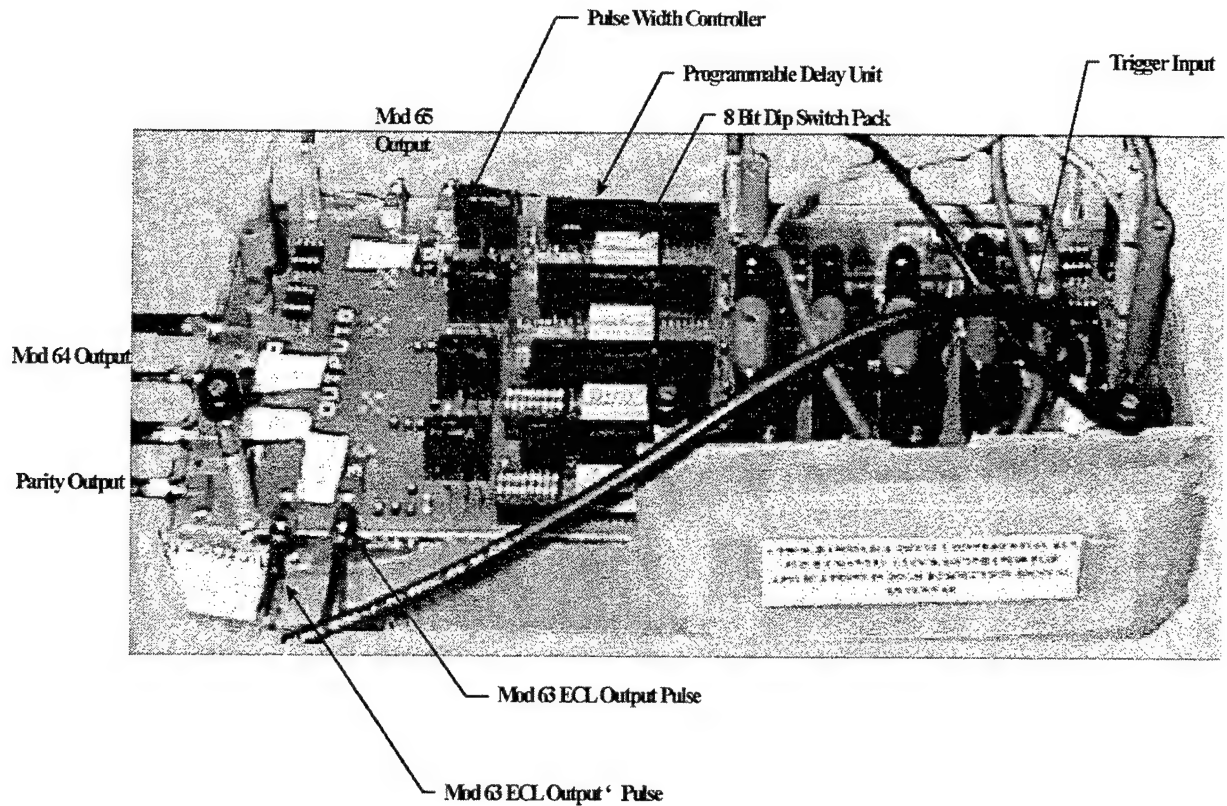 Pulse Width Controller
Programmable Delay Unit
Trigger Input
8 Bit Dip Switch Pack
Mod 65
Output
Mod 64 Output
OUTPUT
Parity Output
Mod 63 ECL Output Pulse
Mod 63 ECL Output ‘ Pulse